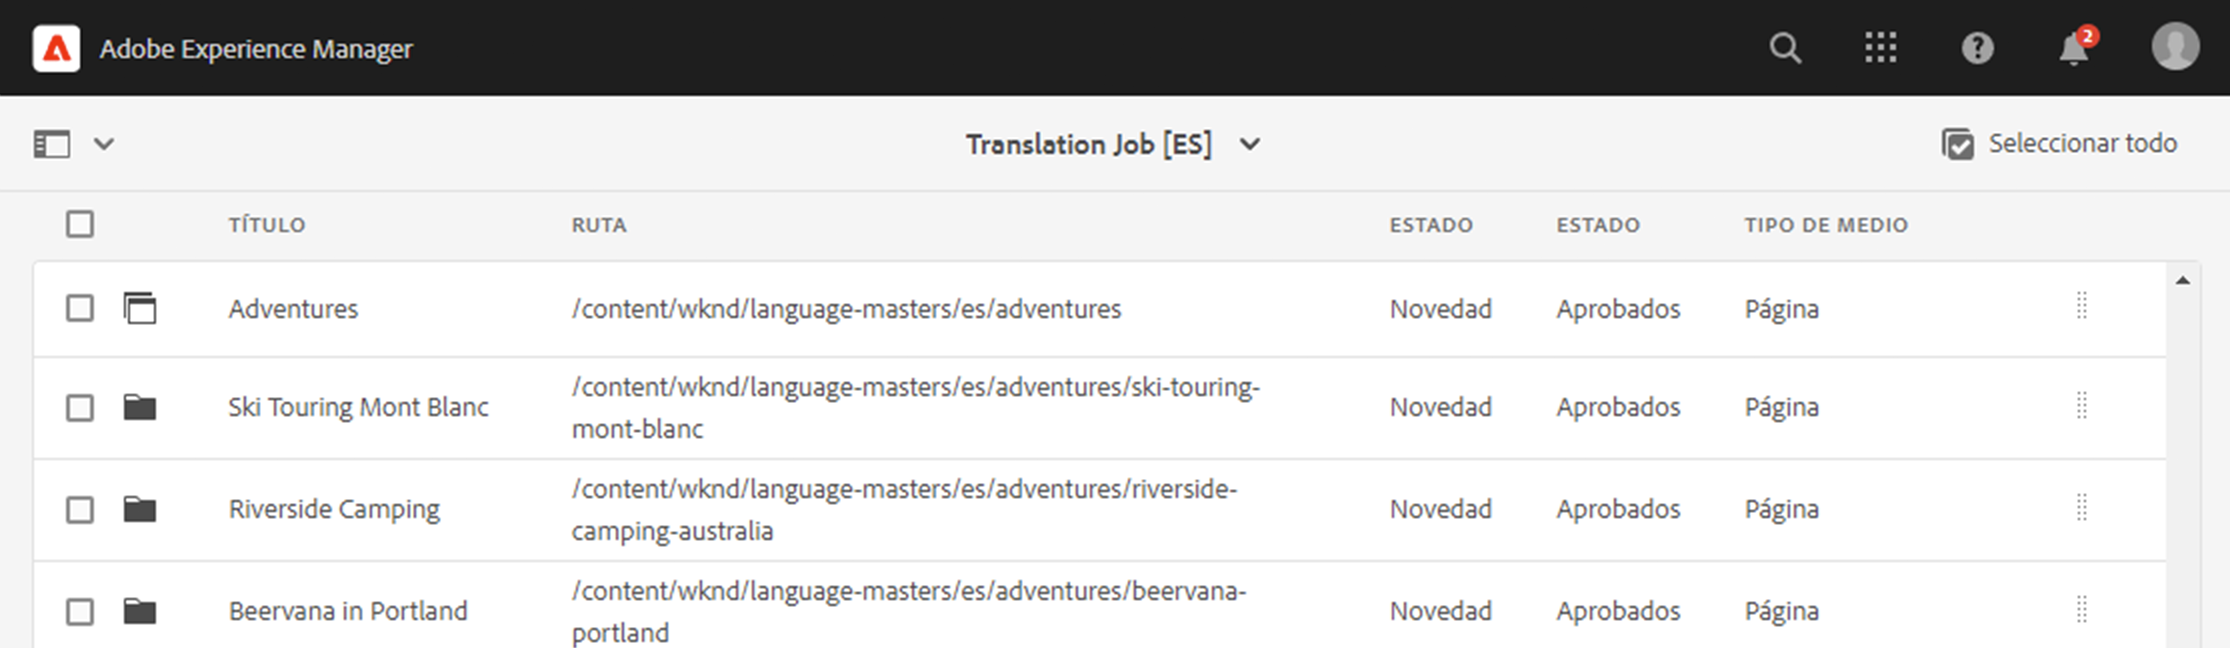 Adobe Experience Manager
2
Translation Job [ES]
Seleccionar todo
TÍTULO RUTA ESTADO ESTADO TIPO DE MEDIO
Adventures /content/wknd/language-masters/es/adventures Novedad Aprobados Página
Ski Touring Mont Blanc /content/wknd/language-masters/es/adventures/ski-touring-
mont-blanc Novedad Aprobados Página
Riverside Camping /content/wknd/language-masters/es/adventures/riverside-
camping-australia Novedad Aprobados Página
Beervana in Portland /content/wknd/language-masters/es/adventures/beervana-
portland Novedad Aprobados Página